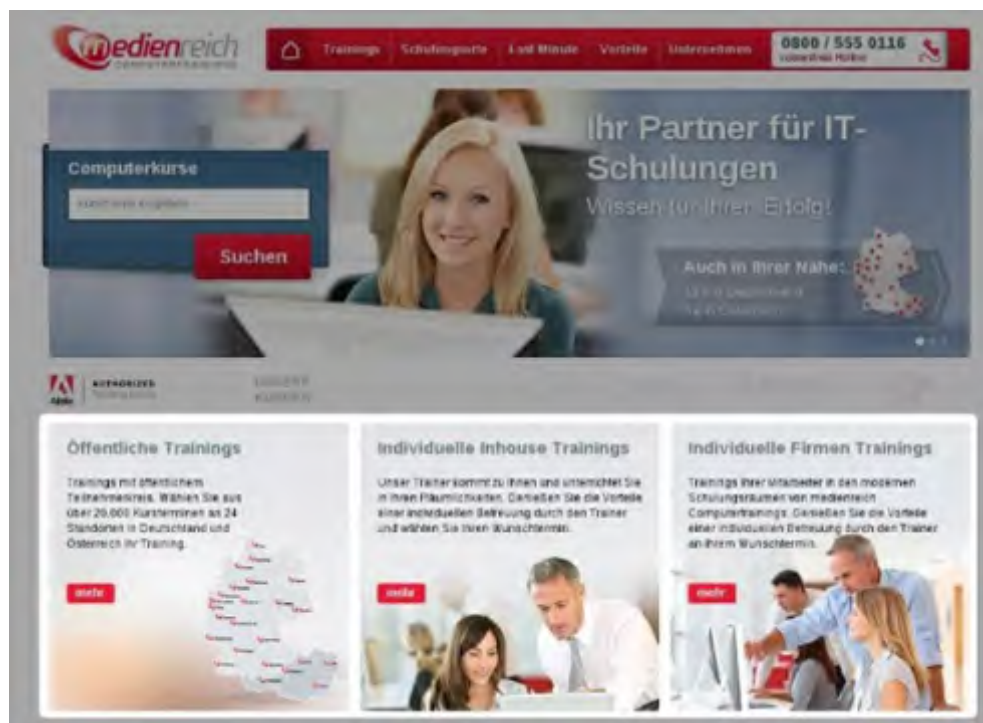 medienreich
COMPUTERTRAININGS
Trainings
Schulungsorte
Last Minute
Vorteile
Unternehmen
0800 / 555 0116
Computerkurse
Suchen
Ihr Partner für IT-
Schulungen
Wissen für Ihren Erfolg!
Auch in Ihrer Nähe:
Adobe
AUTHORIZED
UNSERE
KUNDEN
Öffentliche Trainings
Trainings mit öffentlichem
Teilnehmerkreis. Wählen Sie aus
über 20.000 Kursterminen an 24
Standorten in Deutschland und
Österreich Ihr Training.
mehr
Individuelle Inhouse Trainings
Unser Trainer kommt zu Ihnen und unterrichtet Sie
in Ihren Räumlichkeiten. Genießen Sie die Vorteile
einer individuellen Betreuung durch den Trainer
und wählen Sie Ihren Wunschtermin.
mehr
Individuelle Firmen Trainings
Trainings Ihrer Mitarbeiter in den modernen
Schulungsräumen von medienreich
Computertrainings. Genießen Sie die Vorteile
einer individuellen Betreuung durch den Trainer
an Ihrem Wunschtermin.
mehr